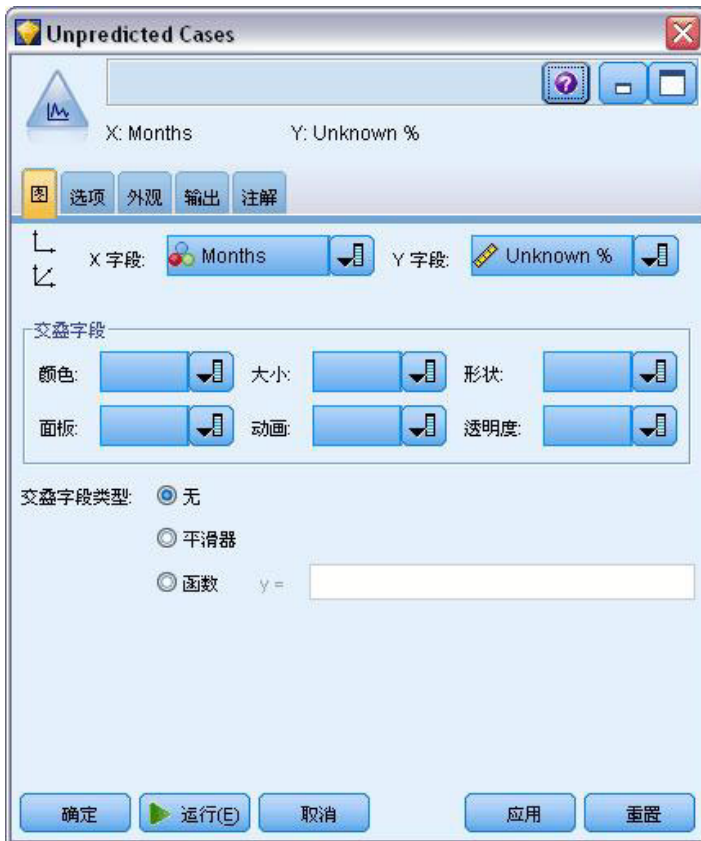 Unpredicted Cases
X: Months Y: Unknown %
图 选项 外观 输出 注解
X 字段: Months Y 字段: Unknown %
交叠字段
颜色: 大小: 形状:
面板: 动画: 透明度:
交叠字段类型: 无
平滑器
函数 y =
确定 运行(E) 取消 应用 重置